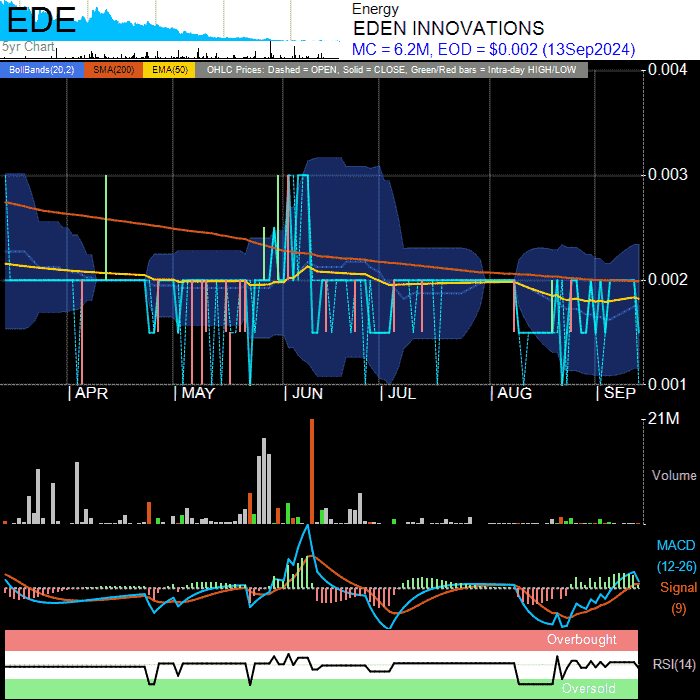 EDE
5yr Chart
Energy
EDEN INNOVATIONS
MC = 6.2M, EOD = $0.002 (13Sep2024)
BollBands(20,2) SMA(200) EMA(50) OHLC Prices: Dashed = OPEN, Solid = CLOSE, Green/Red bars = Intra-day HIGH/LOW
0.004
0.003
0.002
0.001
APR MAY JUN JUL AUG SEP
21M
Volume
MACD
(12-26)
Signal
(9)
Overbought
RSI(14)
Oversold